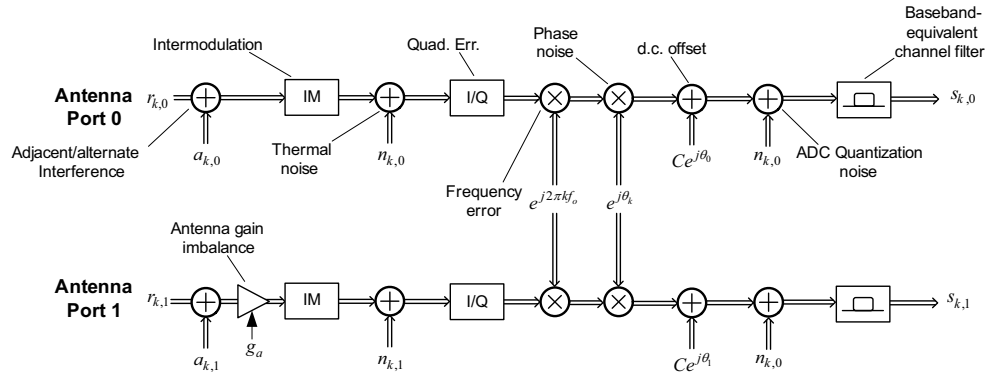 Intermodulation
Quad. Err.
Phase
noise
d.c. offset
Baseband-
equivalent
channel filter
Antenna
Port 0
r_{k,0}
IM
I/Q
s_{k,0}
Adjacent/alternate
Interference
a_{k,0}
Thermal
noise
n_{k,0}
Ce^{jθ_0}
n_{k,0}
ADC Quantization
noise
Frequency
error
e^{j2πkf_o}
e^{jθ_k}
Antenna gain
imbalance
Antenna
Port 1
r_{k,1}
IM
I/Q
s_{k,1}
a_{k,1}
g_a
n_{k,1}
Ce^{jθ_1}
n_{k,0}